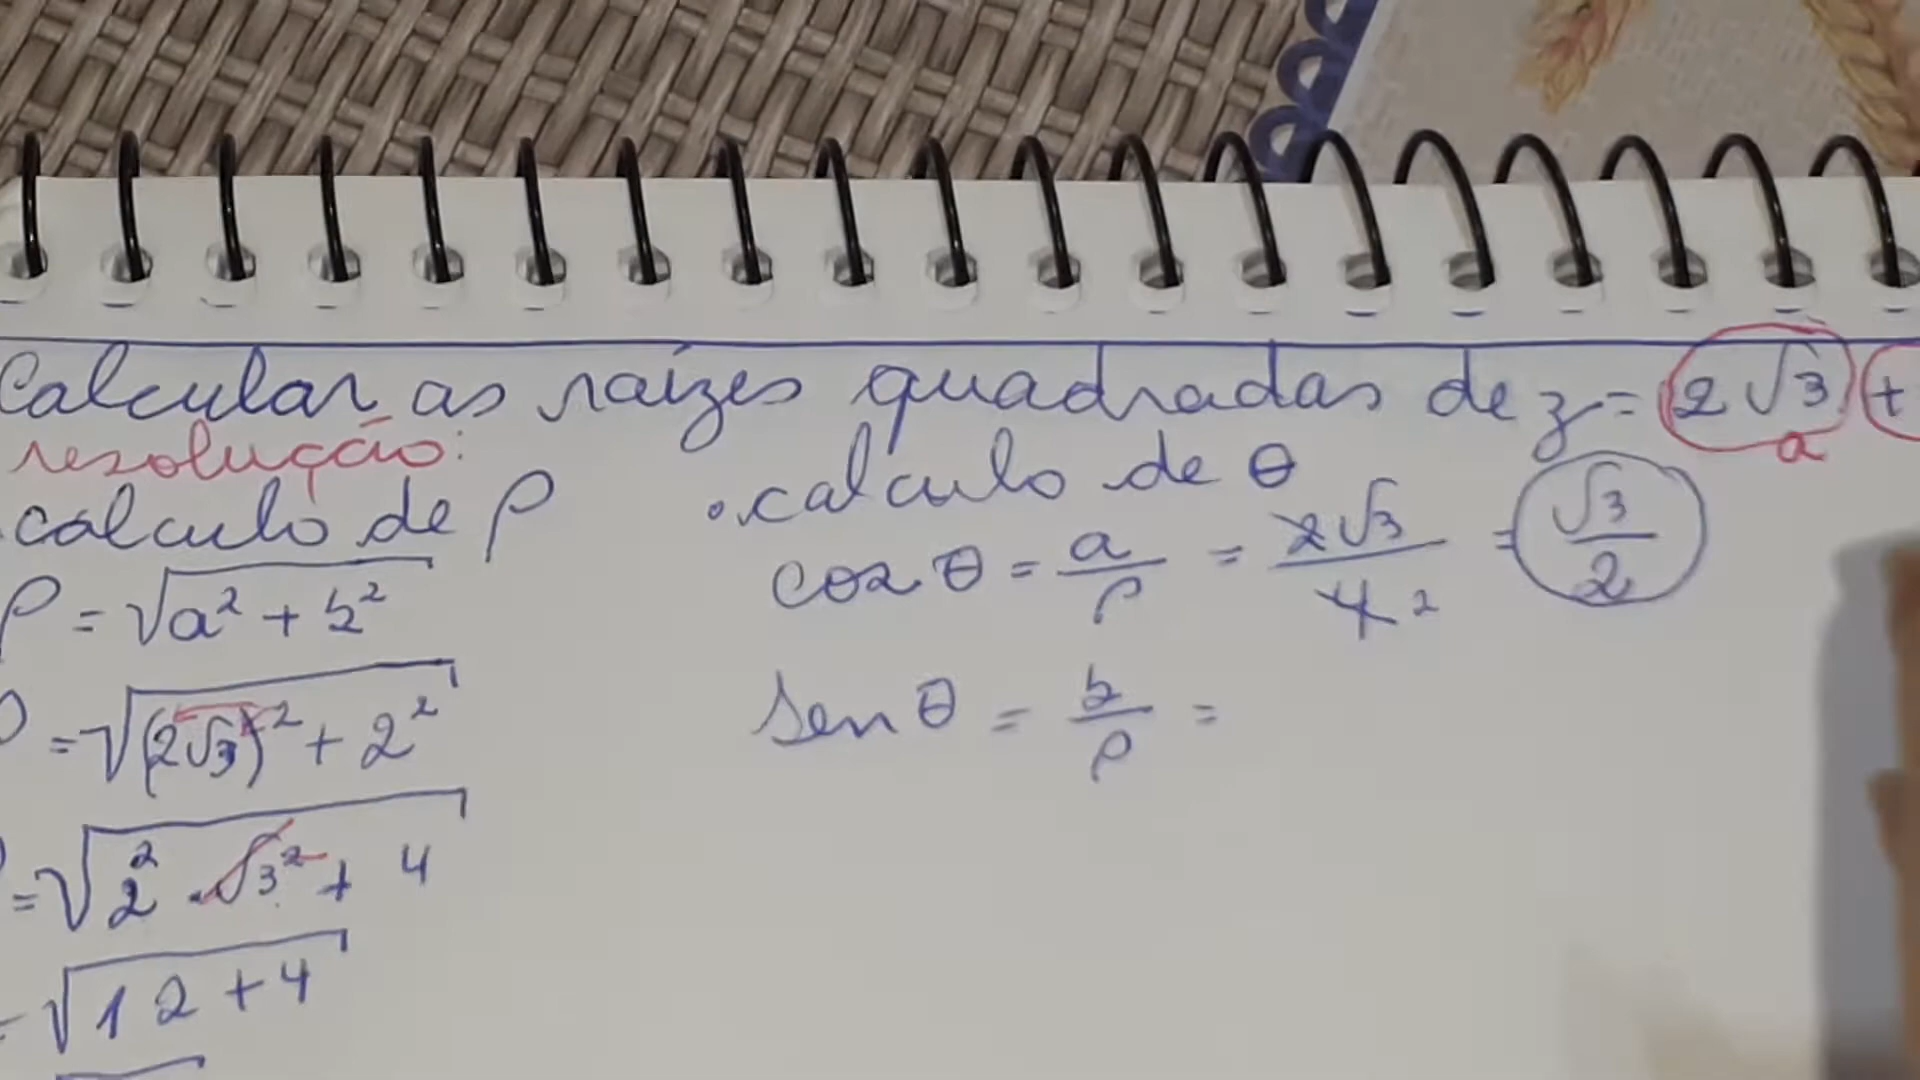 Calcular as raízes quadradas de z = 2√3 +
a
resolução:
.calculo de ρ
ρ = √a² + b²
= √(2√3)² + 2²
= √2² . √3² + 4
= √12 + 4
.calculo de θ
cos θ = a/ρ = 2√3/4 2 = √3/2
sen θ = b/ρ =